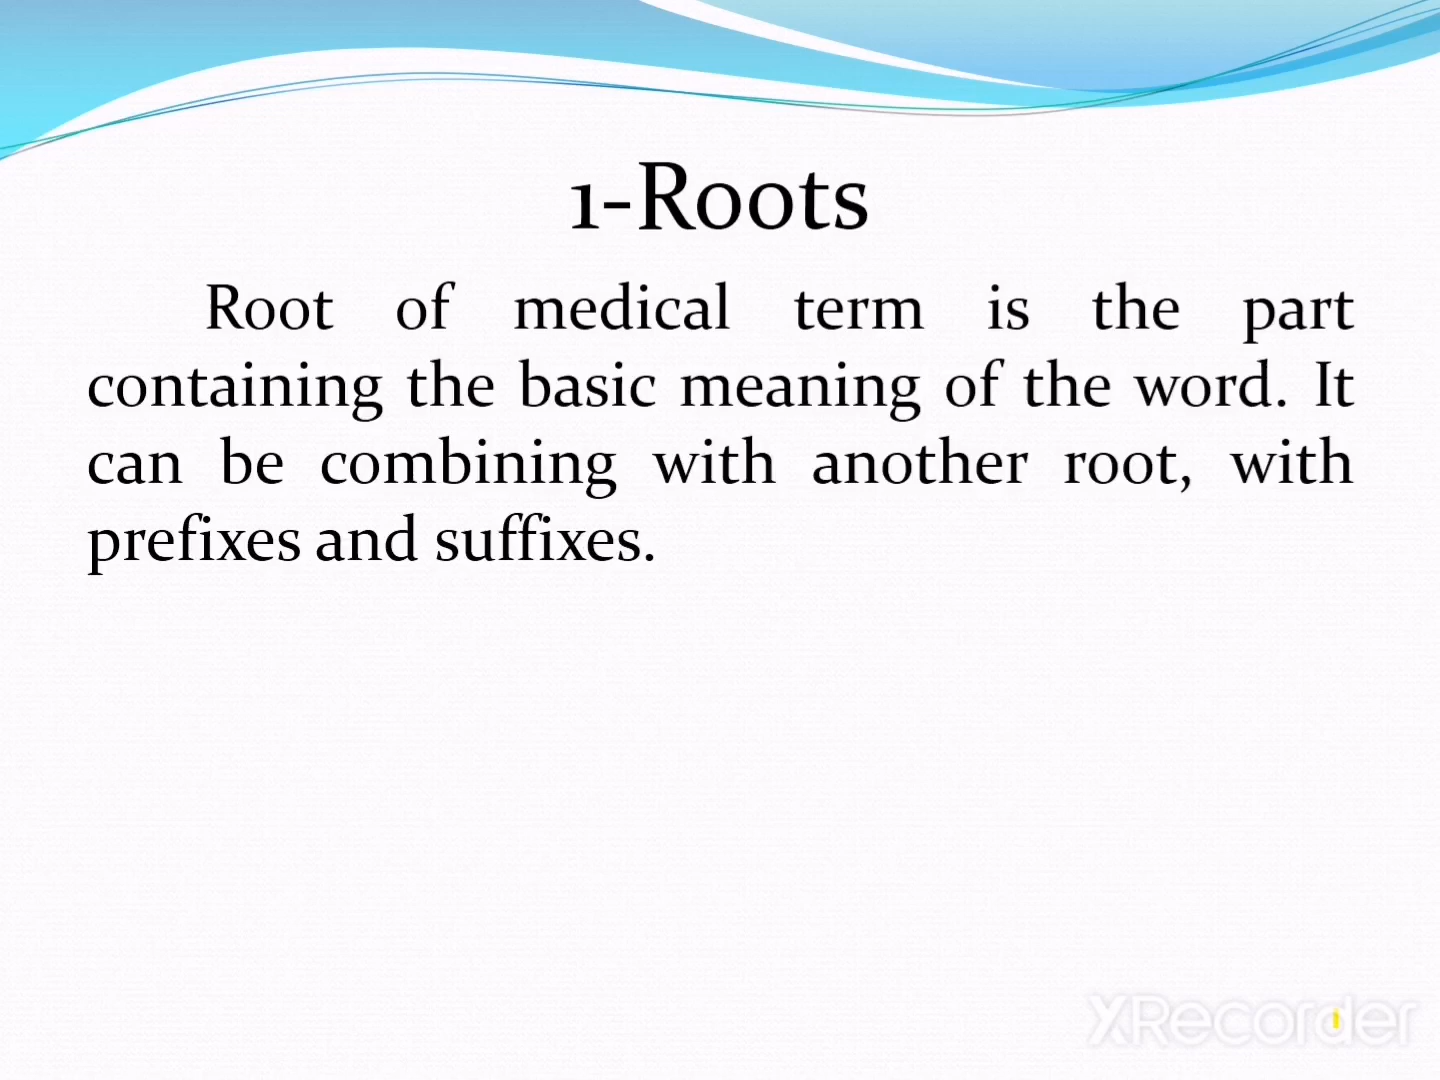 1-Roots
Root of medical term is the part
containing the basic meaning of the word. It
can be combining with another root, with
prefixes and suffixes.
XRecorder
1